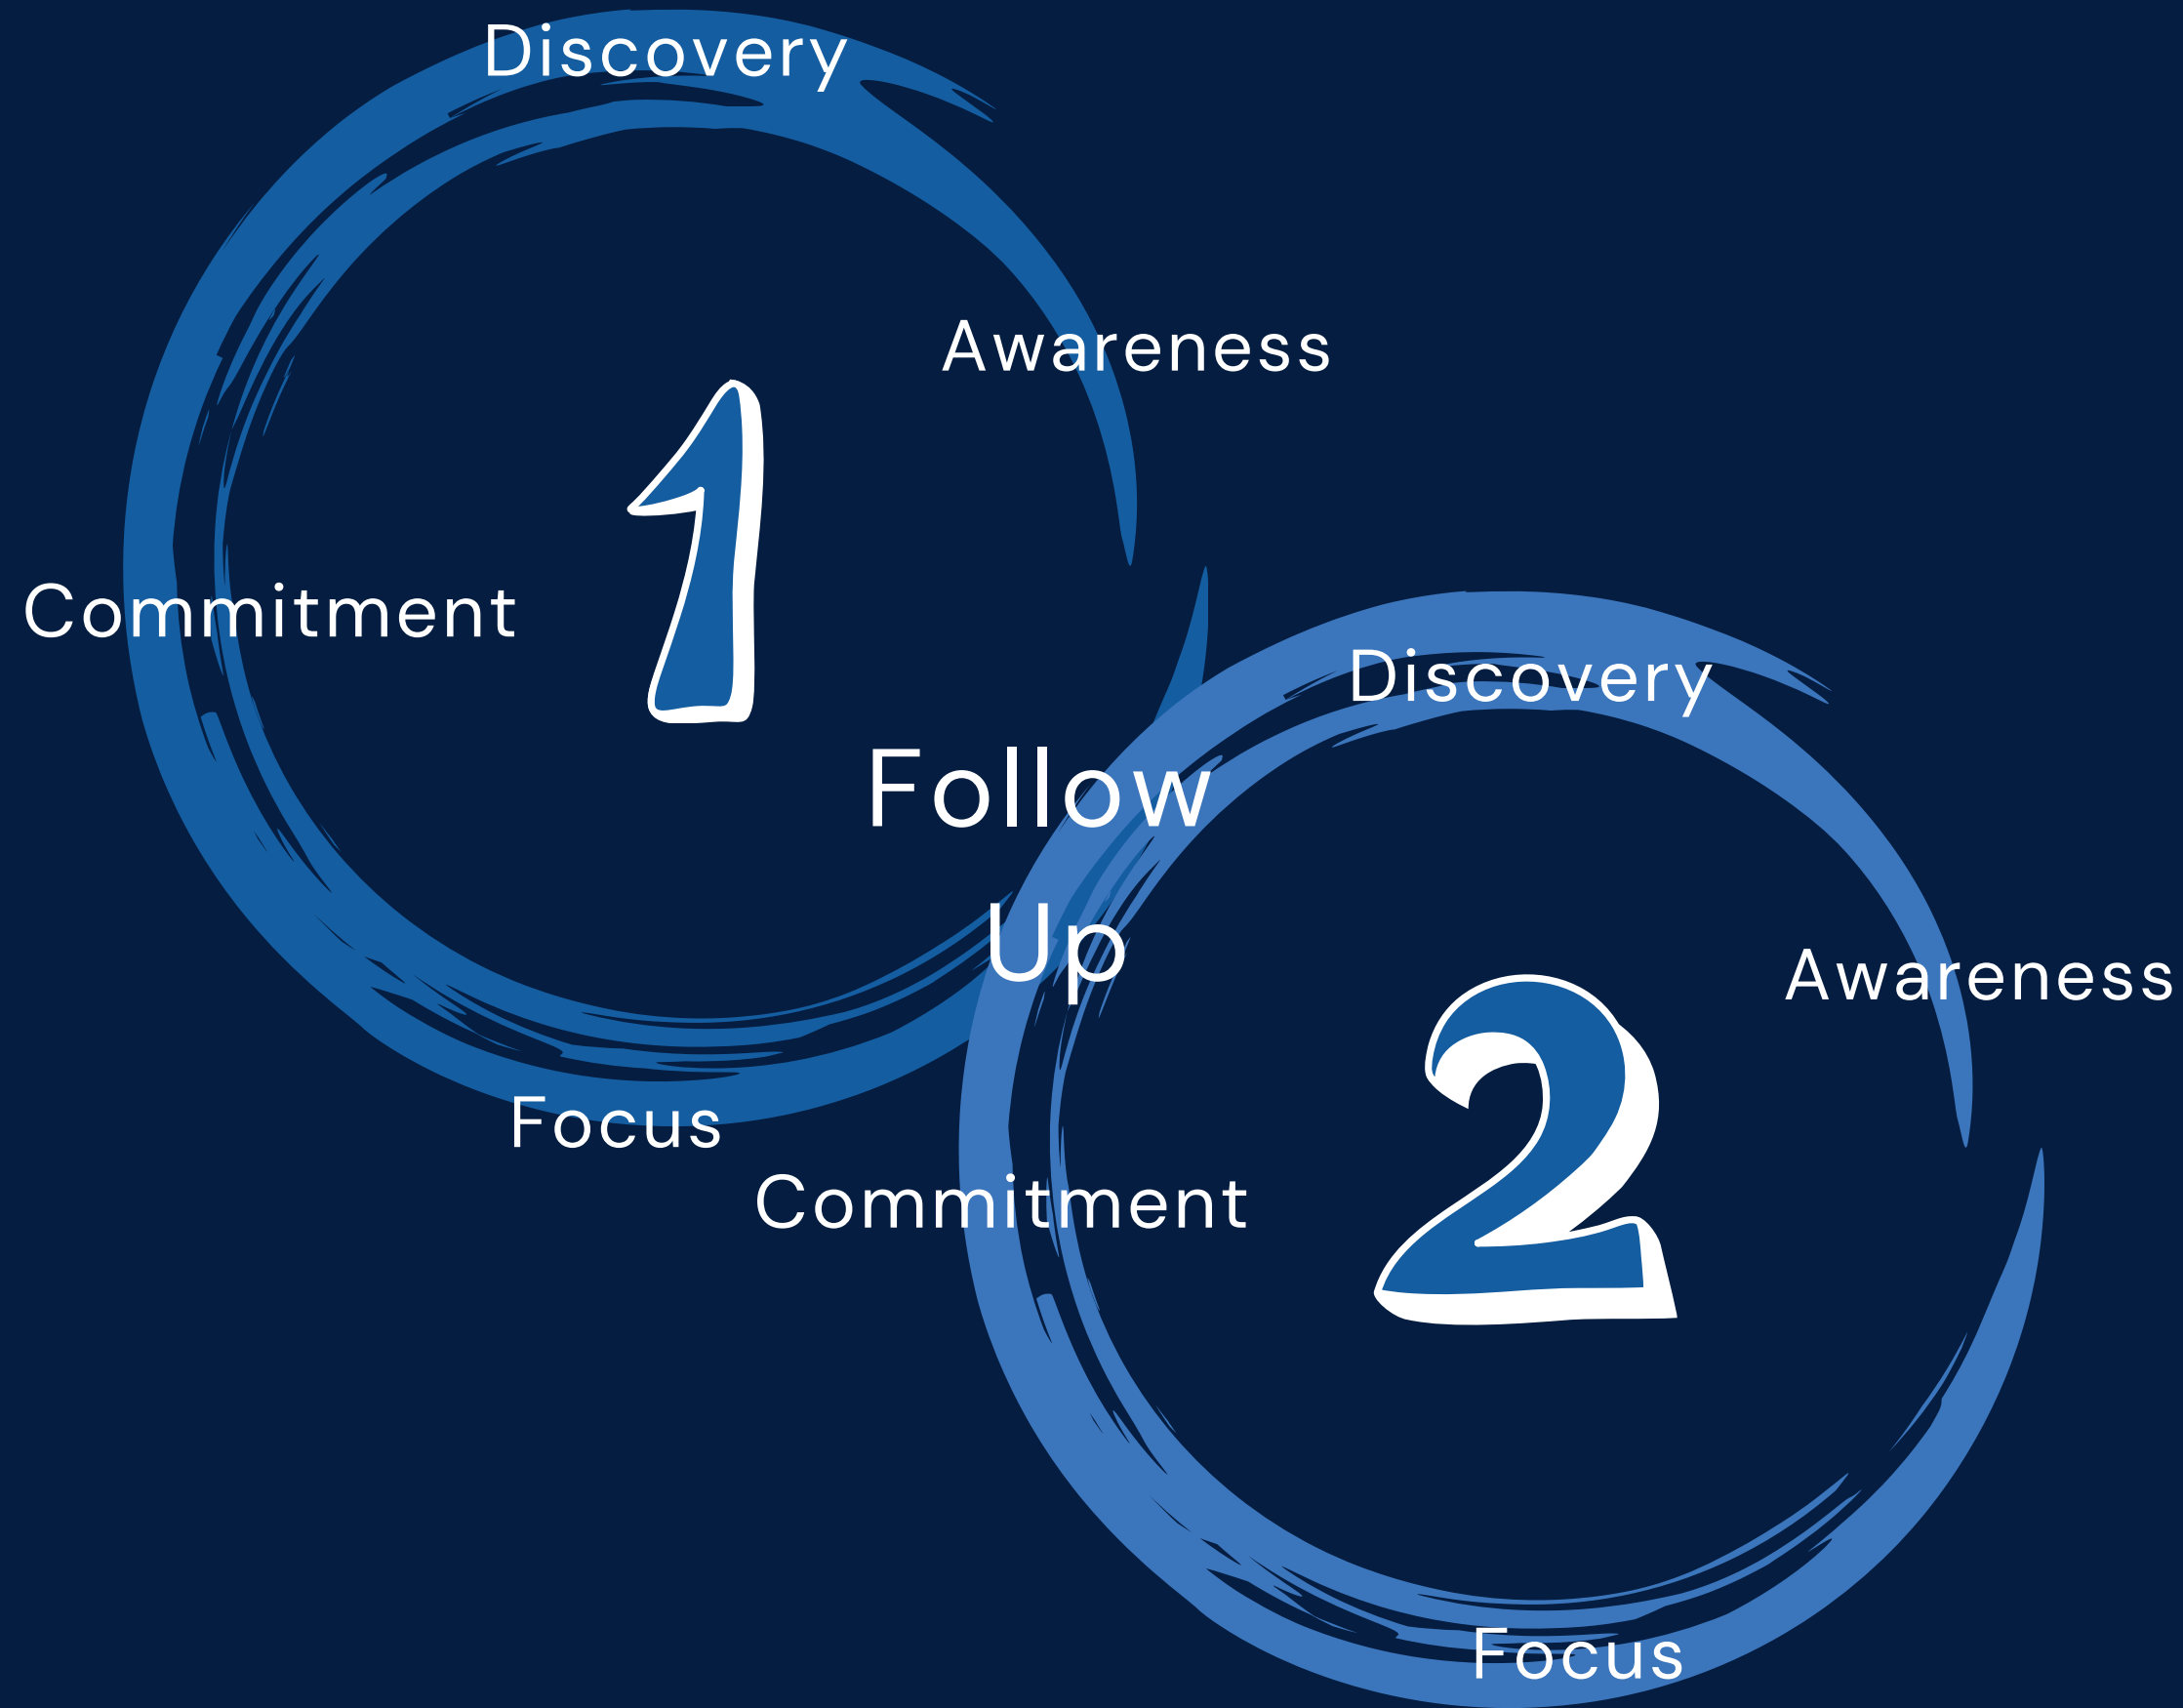 Discovery
Awareness
1
Commitment
Focus
Follow
Up
Discovery
Awareness
2
Commitment
Focus